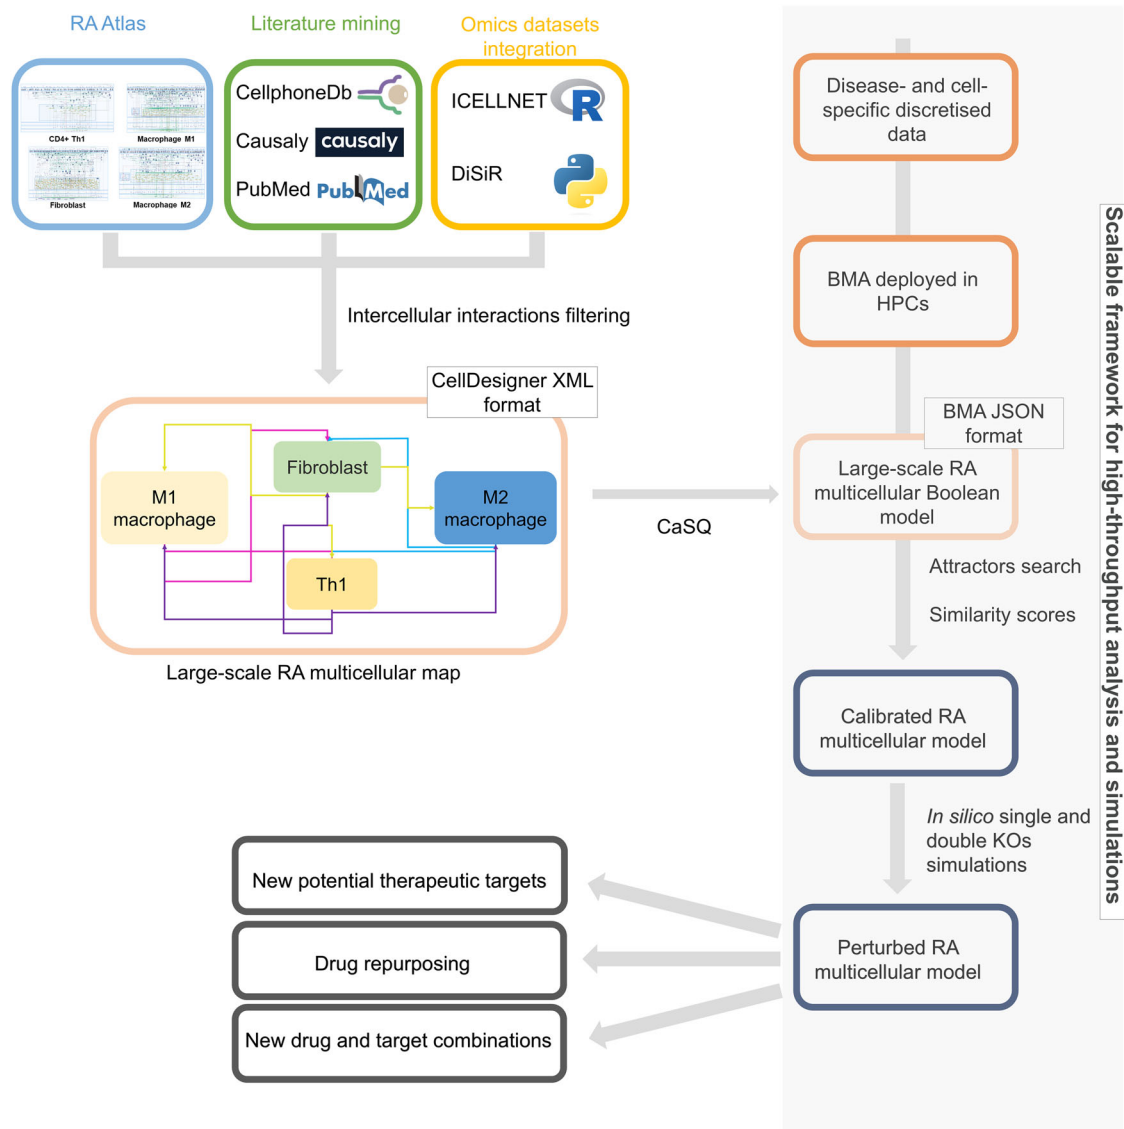 RA Atlas
Literature mining
Omics datasets
integration
CD4+ Th1
Macrophage M1
Fibroblast
Macrophage M2
CellphoneDb
Causaly
causaly
PubMed
PubMed
ICELLNET
R
DiSiR
Intercellular interactions filtering
CellDesigner XML
format
Fibroblast
M1
macrophage
M2
macrophage
Th1
Large-scale RA multicellular map
CaSQ
Disease- and cell-
specific discretised
data
BMA deployed in
HPCs
BMA JSON
format
Large-scale RA
multicellular Boolean
model
Attractors search
Similarity scores
Calibrated RA
multicellular model
In silico single and
double KOs
simulations
Perturbed RA
multicellular model
Scalable framework for high-throughput analysis and simulations
New potential therapeutic targets
Drug repurposing
New drug and target combinations